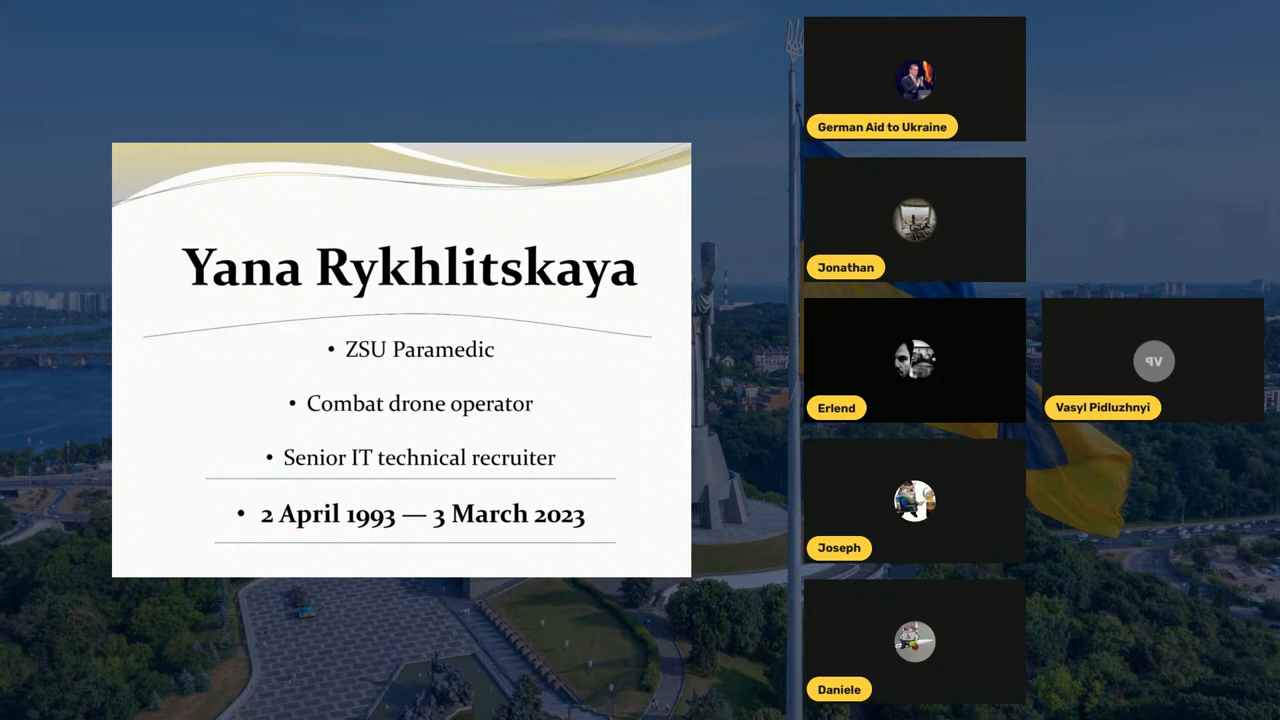 Yana Rykhlitskaya
• ZSU Paramedic
• Combat drone operator
• Senior IT technical recruiter
• 2 April 1993 — 3 March 2023
German Aid to Ukraine
Jonathan
Erlend
VP
Vasyl Pidluzhnyi
Joseph
Daniele